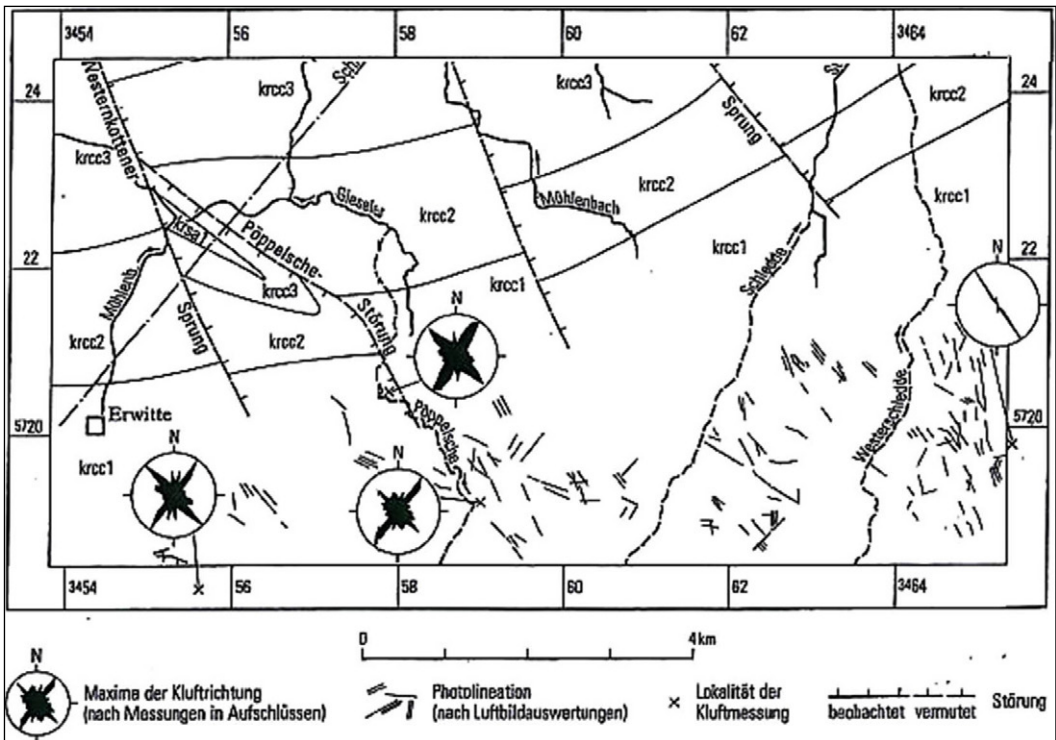 3454 56 58 60 62 3464
24 krcc3 krcc3 krcc2 24
Westernkottener Sprung
krcc3 krcc2
krcc2 Gieseler Möhlenbach krcc1
krsa1 Pöppelsche- krcc1
22 22
krcc3 krcc1 Schledde N
Möhlenb. Störung
krcc2 Sprung krcc2 N
Erwitte Pöppelsche Westerschledde
5720 5720
krcc1 N N
3454 56 58 60 62 3464
0 4km
N
Maxima der Kluftrichtung
(nach Messungen in Aufschlüssen)
Photolineation
(nach Luftbildauswertungen)
Lokalität der
Kluftmessung
beobachtet vermutet Störung